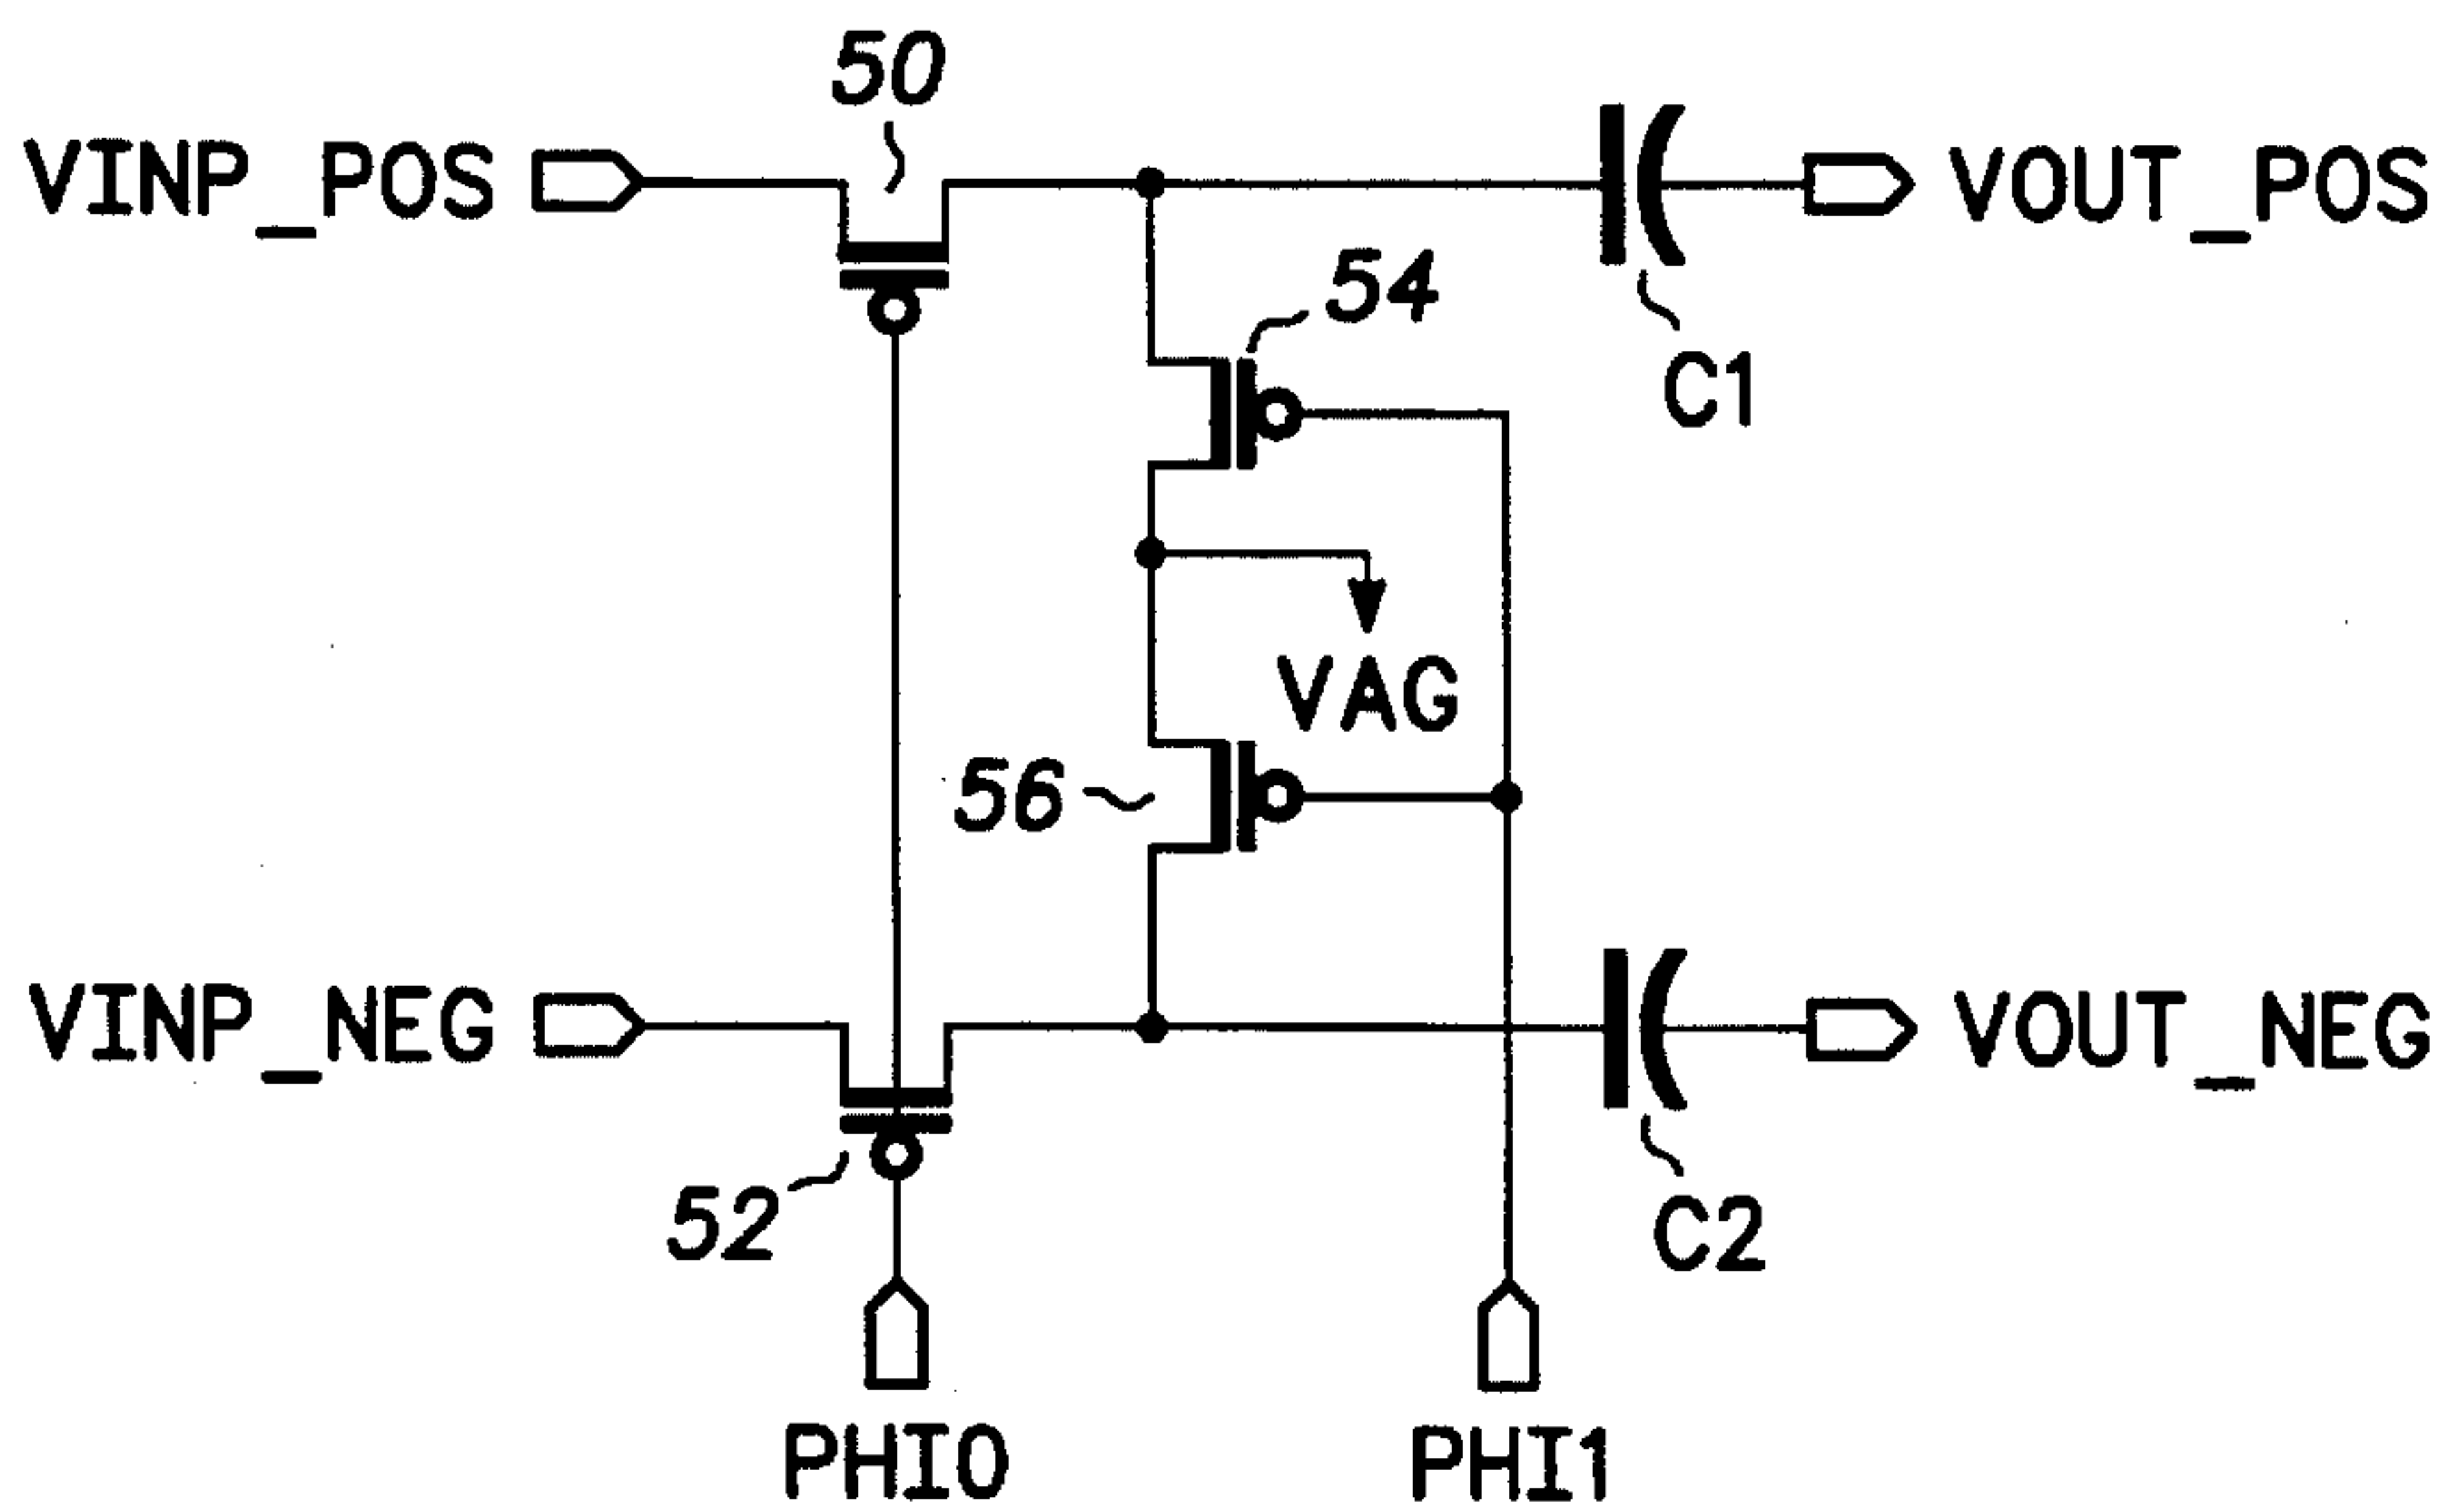 50
VINP_POS
VOUT_POS
54
C1
VAG
56
VINP_NEG
VOUT_NEG
52
C2
PHI0
PHI1